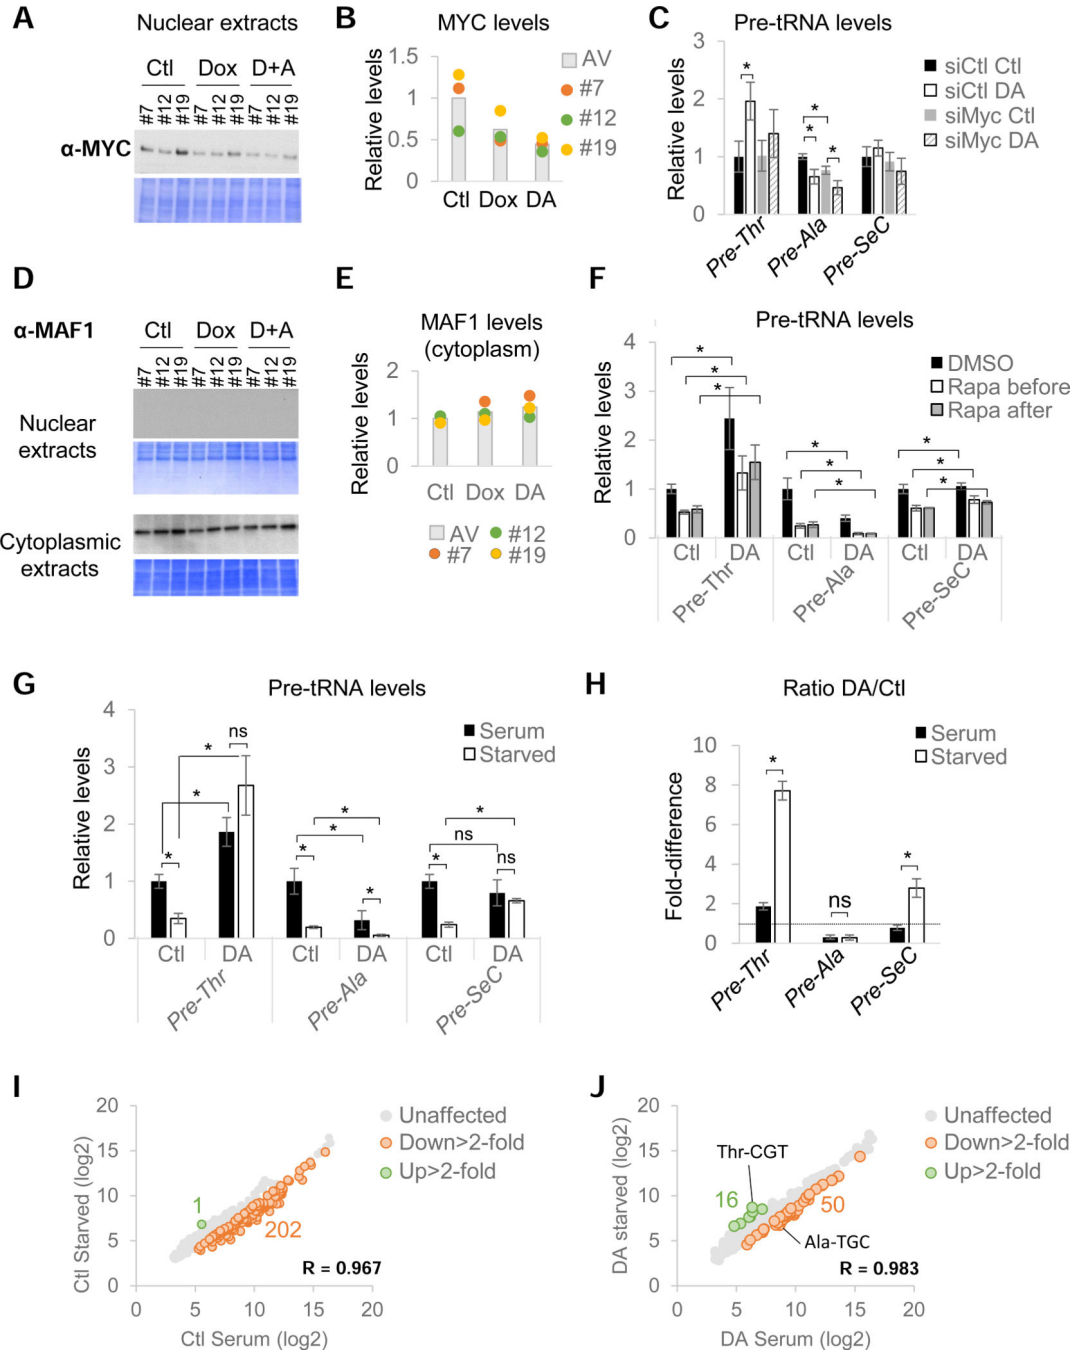 A
Nuclear extracts
Ctl Dox D+A
#7 #12 #19 #7 #12 #19 #7 #12 #19
α-MYC
B
MYC levels
Relative levels
1.5
1
0.5
0
Ctl Dox DA
AV
#7
#12
#19
C
Pre-tRNA levels
Relative levels
3
2
1
0
* * * *
Pre-Thr Pre-Ala Pre-SeC
siCtl Ctl
siCtl DA
siMyc Ctl
siMyc DA
D
α-MAF1
Ctl Dox D+A
#7 #12 #19 #7 #12 #19 #7 #12 #19
Nuclear
extracts
Cytoplasmic
extracts
E
MAF1 levels
(cytoplasm)
Relative levels
2
1
0
Ctl Dox DA
AV #12
#7 #19
F
Pre-tRNA levels
Relative levels
4
3
2
1
0
* * * * * * * * *
DMSO
Rapa before
Rapa after
Ctl DA Ctl DA Ctl DA
Pre-Thr Pre-Ala Pre-SeC
G
Pre-tRNA levels
Relative levels
4
3
2
1
0
Serum
Starved
* * * ns
* * * *
* ns * ns
Ctl DA Ctl DA Ctl DA
Pre-Thr Pre-Ala Pre-SeC
H
Ratio DA/Ctl
Fold-difference
10
8
6
4
2
0
Serum
Starved
* ns *
Pre-Thr Pre-Ala Pre-SeC
I
Ctl Starved (log2)
20
15
10
5
0
1
202
R = 0.967
0 5 10 15 20
Ctl Serum (log2)
Unaffected
Down>2-fold
Up>2-fold
J
DA starved (log2)
20
15
10
5
0
Thr-CGT
16
50
Ala-TGC
R = 0.983
0 5 10 15 20
DA Serum (log2)
Unaffected
Down>2-fold
Up>2-fold